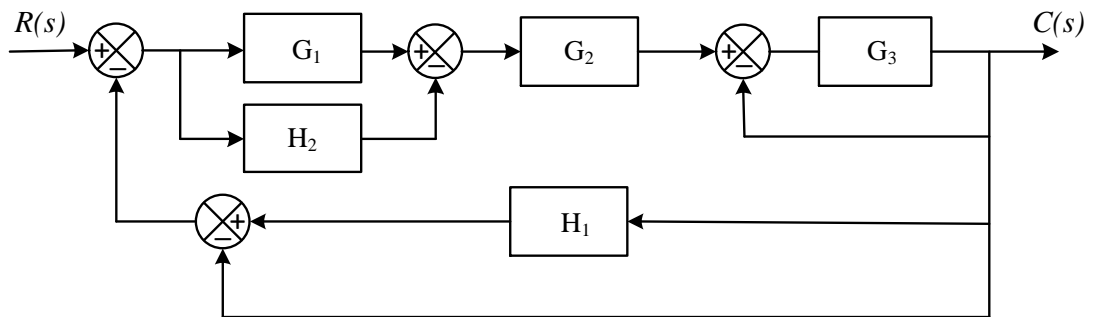 R(s)
C(s)
+
−
G₁
+
−
G₂
+
−
G₃
H₂
+
−
H₁